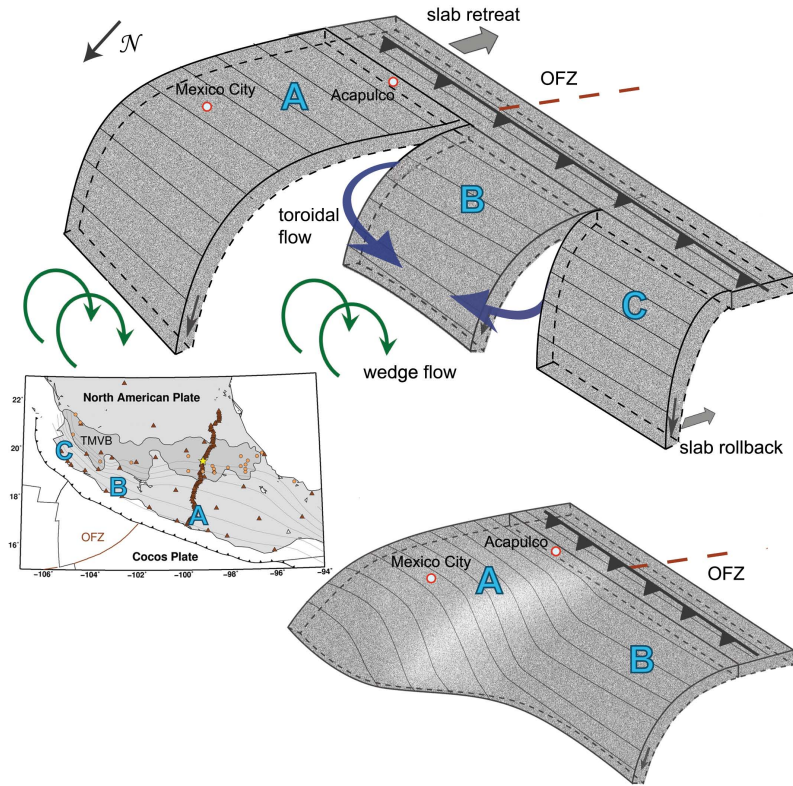 slab retreat
N
OFZ
Mexico City
A
Acapulco
B
toroidal
flow
C
wedge flow
slab rollback
North American Plate
22˚
TMVB
20˚
C
B
18˚
A
OFZ
16˚
Cocos Plate
−106˚
−104˚
−102˚
−100˚
−98˚
−96˚
−94˚
Acapulco
Mexico City
A
OFZ
B